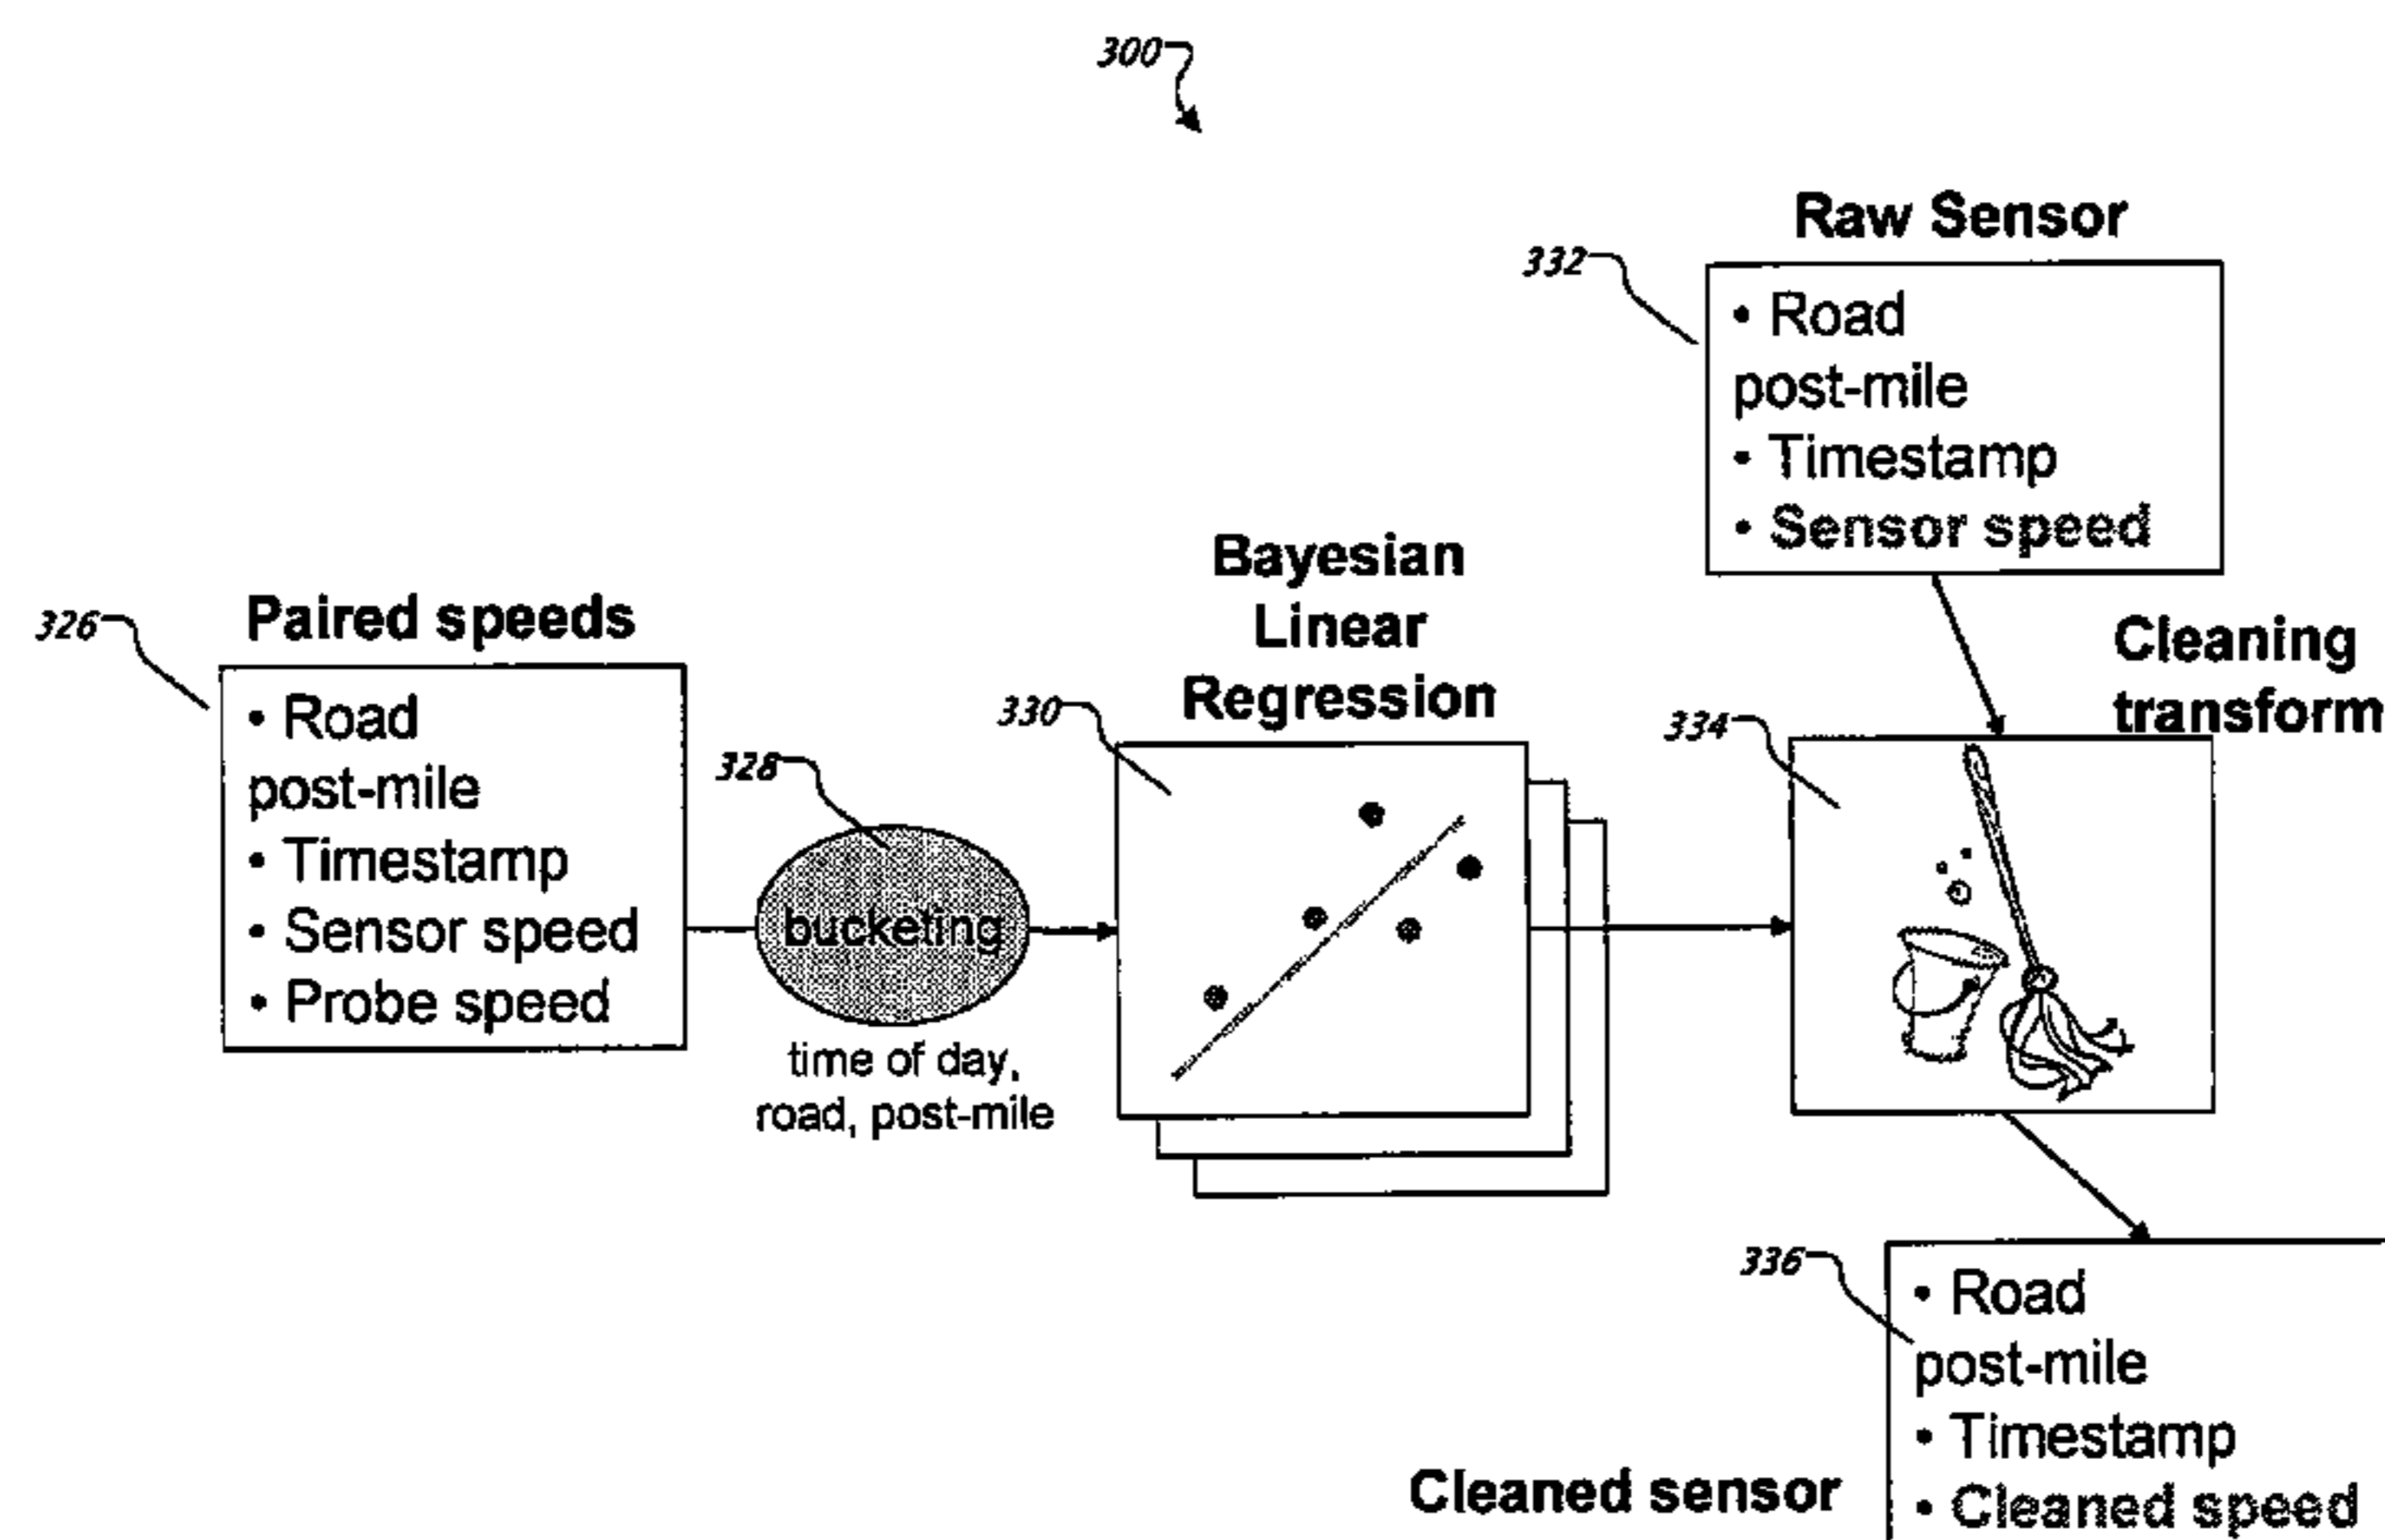 300
Raw Sensor
332
• Road
post-mile
• Timestamp
• Sensor speed
Bayesian
Linear
Regression
326
Paired speeds
• Road
post-mile
• Timestamp
• Sensor speed
• Probe speed
328
bucketing
time of day,
road, post-mile
330
Cleaning
transform
334
336
• Road
post-mile
• Timestamp
• Cleaned speed
Cleaned sensor